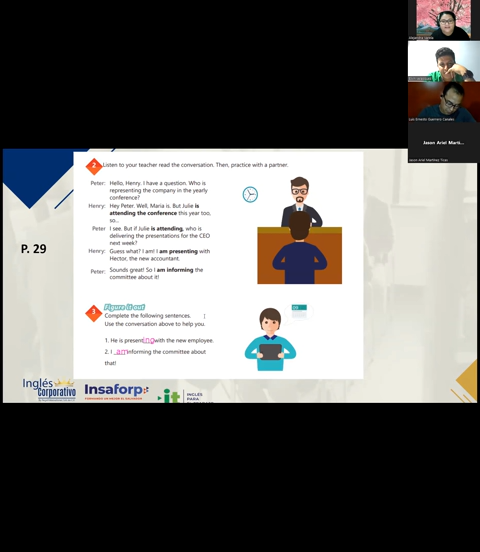 Alejandra Garcia
Luis Ernesto Guerrero Canales
Jason Ariel Marti...
Jason Ariel Martinez Ticas
2
Listen to your teacher read the conversation. Then, practice with a partner.
Peter: Hello, Henry. I have a question. Who is
representing the company in the yearly
conference?
Henry: Hey Peter. Well, Maria is. But Julie is
attending the conference this year too,
so...
Peter I see. But if Julie is attending, who is
delivering the presentations for the CEO
next week?
Henry: Guess what? I am! I am presenting with
Hector, the new accountant.
Peter: Sounds great! So I am informing the
committee about it!
P. 29
3
Figure it out
Complete the following sentences.
Use the conversation above to help you.
1. He is presenting with the new employee.
2. I am informing the committee about
that!
Inglés
Corporativo
Insaforp
it
INGLÉS
PARA